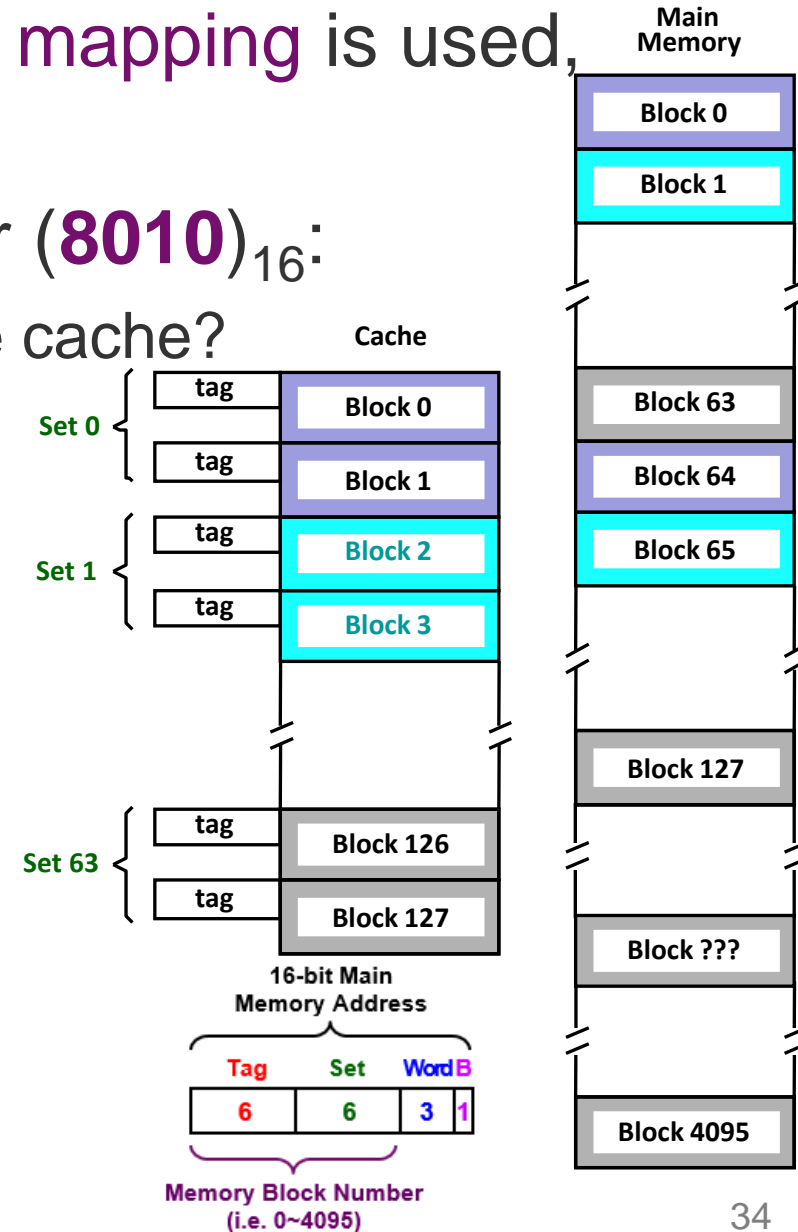 mapping is used,
r (8010)16:
e cache?
Main
Memory
Block 0
Block 1
Block 63
Block 64
Block 65
Block 127
Block ???
Block 4095
Cache
Set 0
tag
Block 0
tag
Block 1
Set 1
tag
Block 2
tag
Block 3
Set 63
tag
Block 126
tag
Block 127
16-bit Main
Memory Address
Tag Set Word B
6 6 3 1
Memory Block Number
(i.e. 0~4095)
34